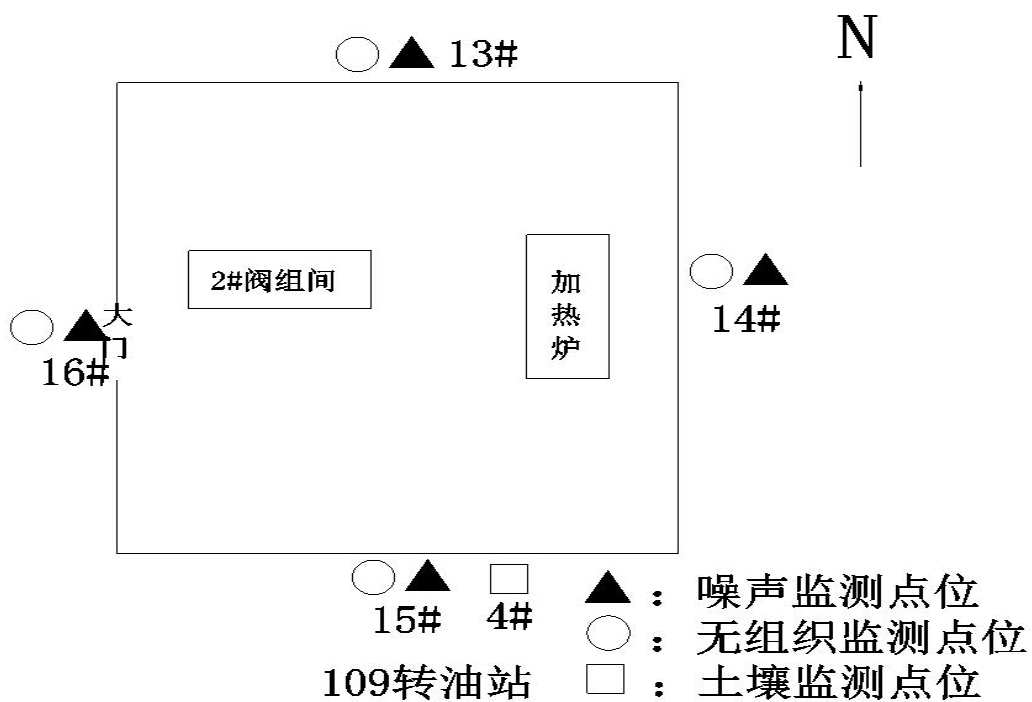 N
13#
2#阀组间
加热炉
14#
大门
16#
15#
4#
▲：噪声监测点位
○：无组织监测点位
□：土壤监测点位
109转油站